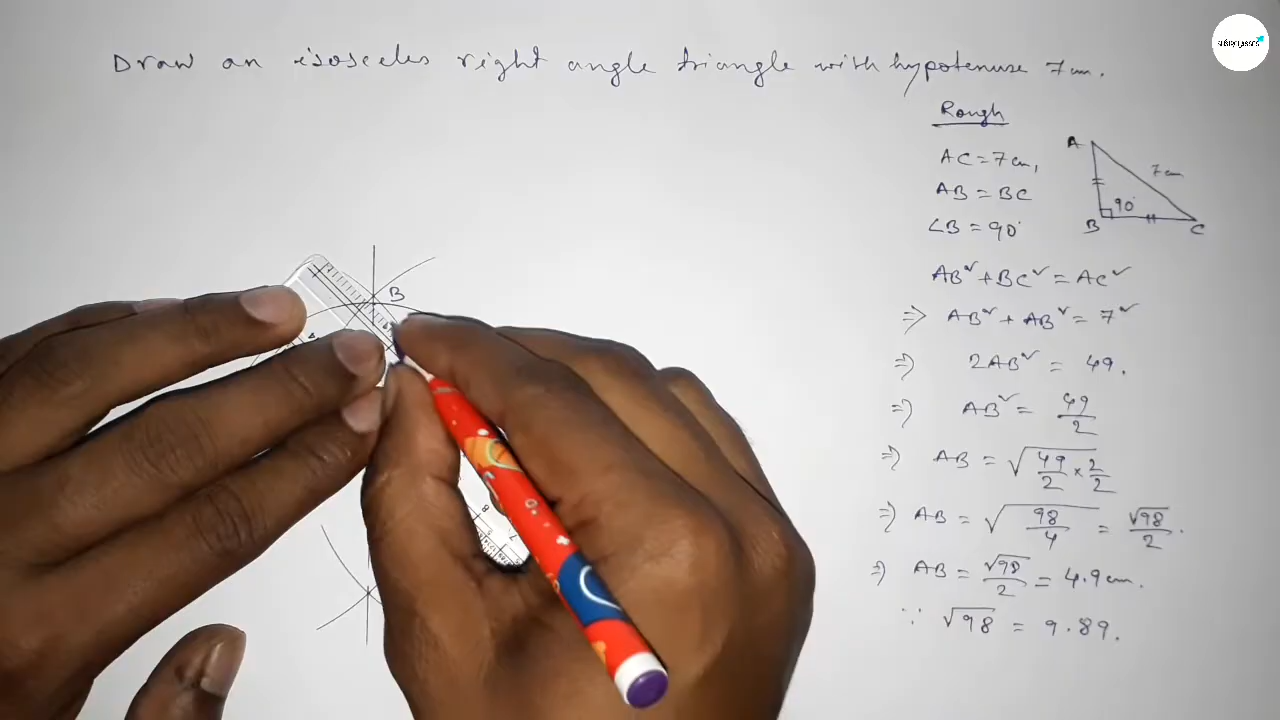 Draw an isosceles right angle triangle with hypotenuse 7cm.
Rough
AC = 7cm,
AB = BC
∠B = 90°
AB² + BC² = AC²
⇒ AB² + AB² = 7²
⇒ 2AB² = 49.
⇒ AB² = 49/2
⇒ AB = √(49/2 × 2/2)
⇒ AB = √(98/4) = √98/2.
⇒ AB = √98/2 = 4.9cm.
∵ √98 = 9.89.
A
7cm
90°
B
C
B
8
7